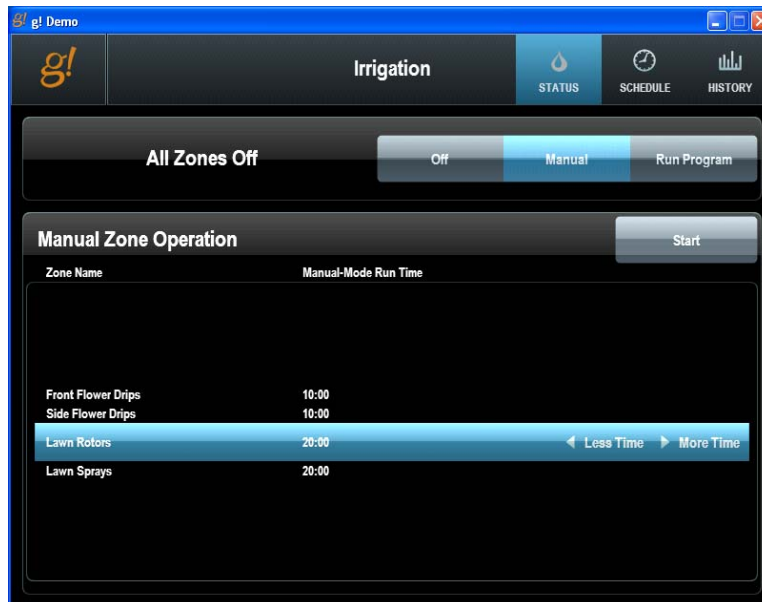 g! g! Demo
g!
Irrigation
STATUS
SCHEDULE
HISTORY
All Zones Off
Off
Manual
Run Program
Manual Zone Operation
Start
Zone Name Manual-Mode Run Time
Front Flower Drips 10:00
Side Flower Drips 10:00
Lawn Rotors 20:00 Less Time More Time
Lawn Sprays 20:00